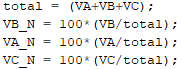 total = (VA+VB+VC);
VB_N = 100*(VB/total);
VA_N = 100*(VA/total);
VC_N = 100*(VC/total);